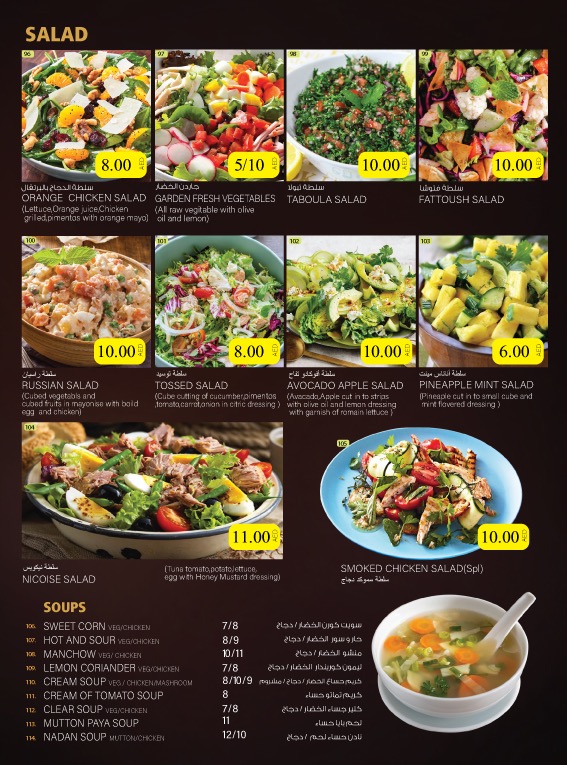 SALAD
96
8.00 AED
سلطة الدجاج بالبرتقال
ORANGE CHICKEN SALAD
(Lettuce,Orange juice,Chicken
grilled,pimentos with orange mayo)
97
5/10 AED
جاردن الخضار
GARDEN FRESH VEGETABLES
(All raw vegitable with olive
oil and lemon)
98
10.00 AED
سلطة تبولا
TABOULA SALAD
99
10.00 AED
سلطة فتوشا
FATTOUSH SALAD
100
10.00 AED
سلطة راسيان
RUSSIAN SALAD
(Cubed vegetabls and
cubed fruits in mayonise with bolid
egg and chicken)
101
8.00 AED
سلطة توسيد
TOSSED SALAD
(Cube cutting of cucumber,pimentos
,tomato,carrot,onion in citric dressing )
102
10.00 AED
سلطة أفوكادو تفاح
AVOCADO APPLE SALAD
(Avacado,Apple cut in to strips
with olive oil and lemon dressing
with garnish of romain lettuce )
103
6.00 AED
سلطة أناناس مينت
PINEAPPLE MINT SALAD
(Pineaple cut in to small cube and
mint flovered dressing )
104
11.00 AED
سلطة نيكويس
NICOISE SALAD
(Tuna tomato,potato,lettuce,
egg with Honey Mustard dressing)
105
10.00 AED
SMOKED CHICKEN SALAD(Spl)
سلطة سموكد دجاج
SOUPS
106. SWEET CORN VEG/CHICKEN 7/8 سويت كورن الخضار / دجاج
107. HOT AND SOUR VEG/CHICKEN 8/9 حار و سور الخضار / دجاج
108. MANCHOW VEG/CHICKEN 10/11 منشو الخضار / دجاج
109. LEMON CORIANDER VEG/CHICKEN 7/8 ليمون كوريندار الخضار / دجاج
110. CREAM SOUP VEG / CHICKEN/MASHROOM 8/10/9 كريم حساء الخضار / دجاج / مشروم
111. CREAM OF TOMATO SOUP 8 كريم تماتو حساء
112. CLEAR SOUP VEG/CHICKEN 7/8 كلير حساء الخضار / دجاج
113. MUTTON PAYA SOUP 11 لحم بايا حساء
114. NADAN SOUP MUTTON/CHICKEN 12/10 نادن حساء لحم / دجاج